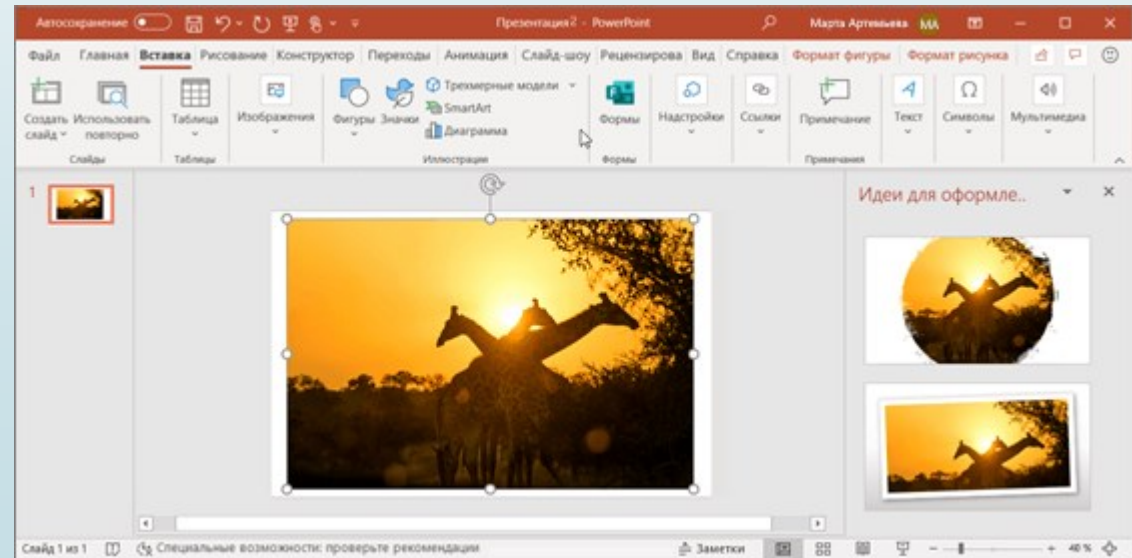 Автосохранение
Презентация2 - PowerPoint
Марта Артемьева
МА
Файл Главная Вставка Рисование Конструктор Переходы Анимация Слайд-шоу Рецензирова Вид Справка Формат фигуры Формат рисунка
Создать слайд
Использовать повторно
Таблица
Изображения
Фигуры
Значки
Трехмерные модели
SmartArt
Диаграмма
Формы
Надстройки
Ссылки
Примечание
Текст
Символы
Мультимедиа
Слайды
Таблицы
Иллюстрации
Формы
Примечания
1
Идеи для оформле..
Слайд 1 из 1
Специальные возможности: проверьте рекомендации
Заметки
40 %